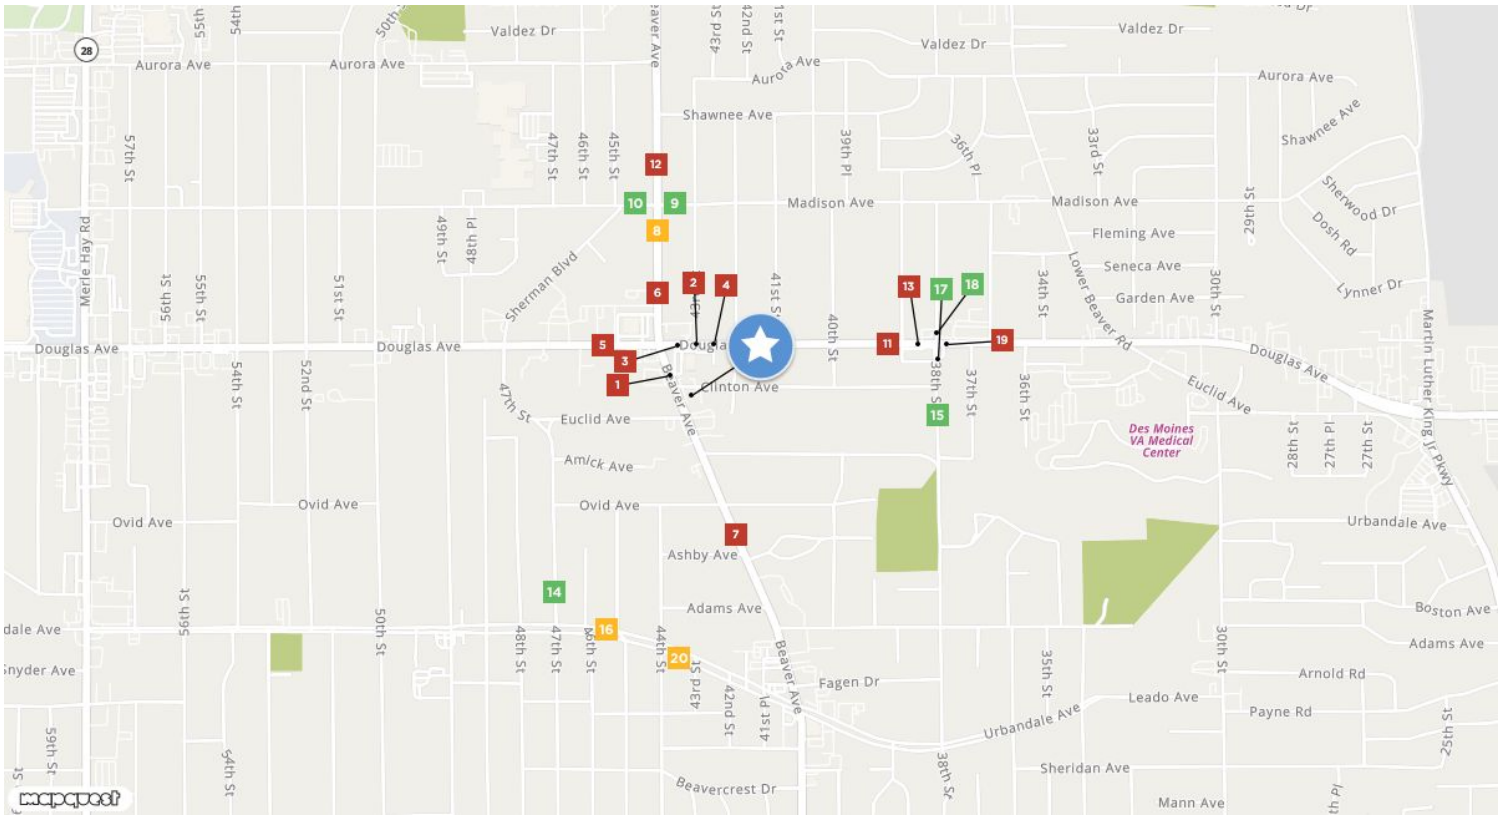 50th
55th
54th
Valdez Dr
Beaver Ave
43rd St
42nd St
1st St
Valdez Dr
Valdez Dr
28
Aurora Ave
Aurora Ave
Aurora Ave
Aurora Ave
Shawnee Ave
Shawnee Ave
57th St
47th St
46th St
45th St
12
39th Pl
36th Pl
33rd St
10
9
Madison Ave
Madison Ave
29th St
Sherwood Dr
Dosh Rd
49th St
48th Pl
8
Fleming Ave
Seneca Ave
Lynner Dr
Merle Hay Rd
56th St
55th St
51st St
Sherman Blvd
6
2
4
41st St
13
17
18
Lower Beaver Rd
34th St
Garden Ave
30th St
Douglas Ave
Douglas Ave
5
3
1
Dougla
40th St
11
19
Douglas Ave
Martin Luther King Jr Pkwy
54th St
52nd St
47th St
Beaver Ave
Clinton Ave
38th S
37th St
36th St
Euclid Ave
Euclid Ave
15
Des Moines
VA Medical
Center
28th St
27th Pl
27th St
Amick Ave
Ovid Ave
Ovid Ave
Ovid Ave
7
Ashby Ave
Urbandale Ave
14
Adams Ave
Boston Ave
dale Ave
56th St
50th St
48th St
47th St
46th St
16
44th St
20
43rd St
42nd St
41st Pl
Beaver Ave
Fagen Dr
35th St
30th St
Adams Ave
Snyder Ave
Arnold Rd
Leado Ave
Payne Rd
Urbandale Ave
25th St
59th St
54th St
38th St
Sheridan Ave
Beavercrest Dr
Mann Ave
th Pl
St
mapquest